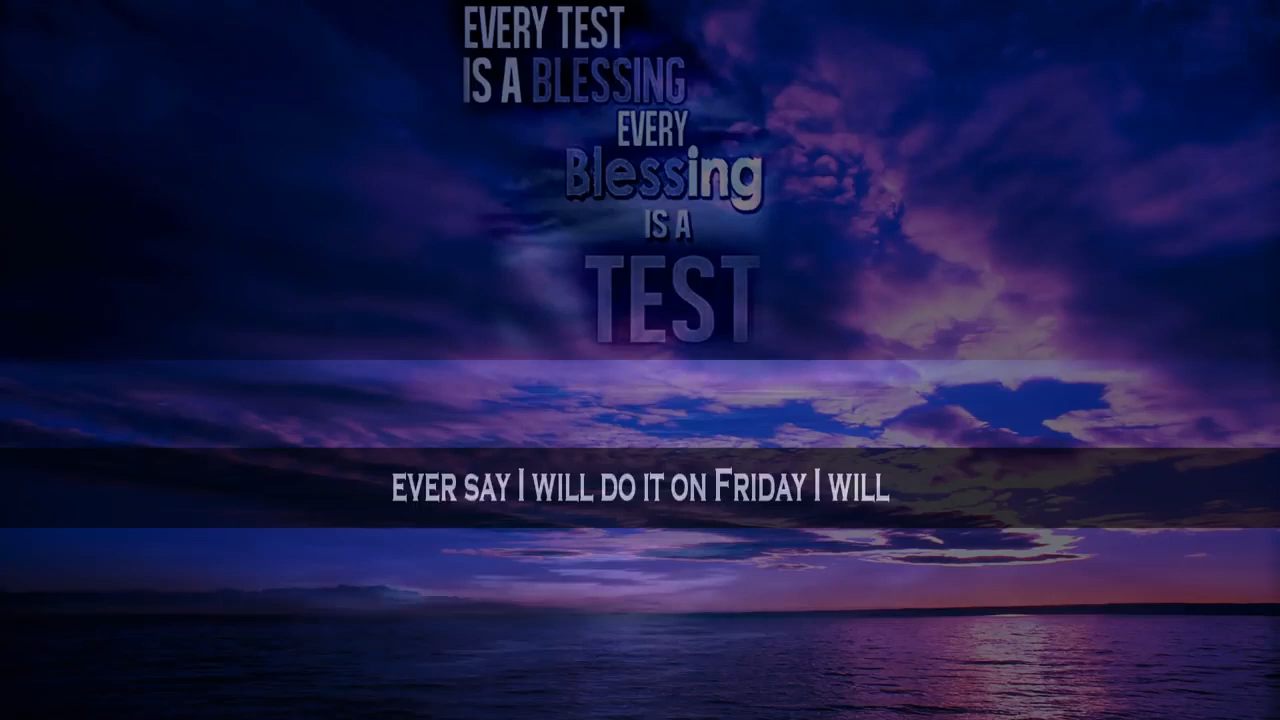 EVERY TEST
IS A BLESSING
EVERY
Blessing
IS A
TEST
EVER SAY I WILL DO IT ON FRIDAY I WILL